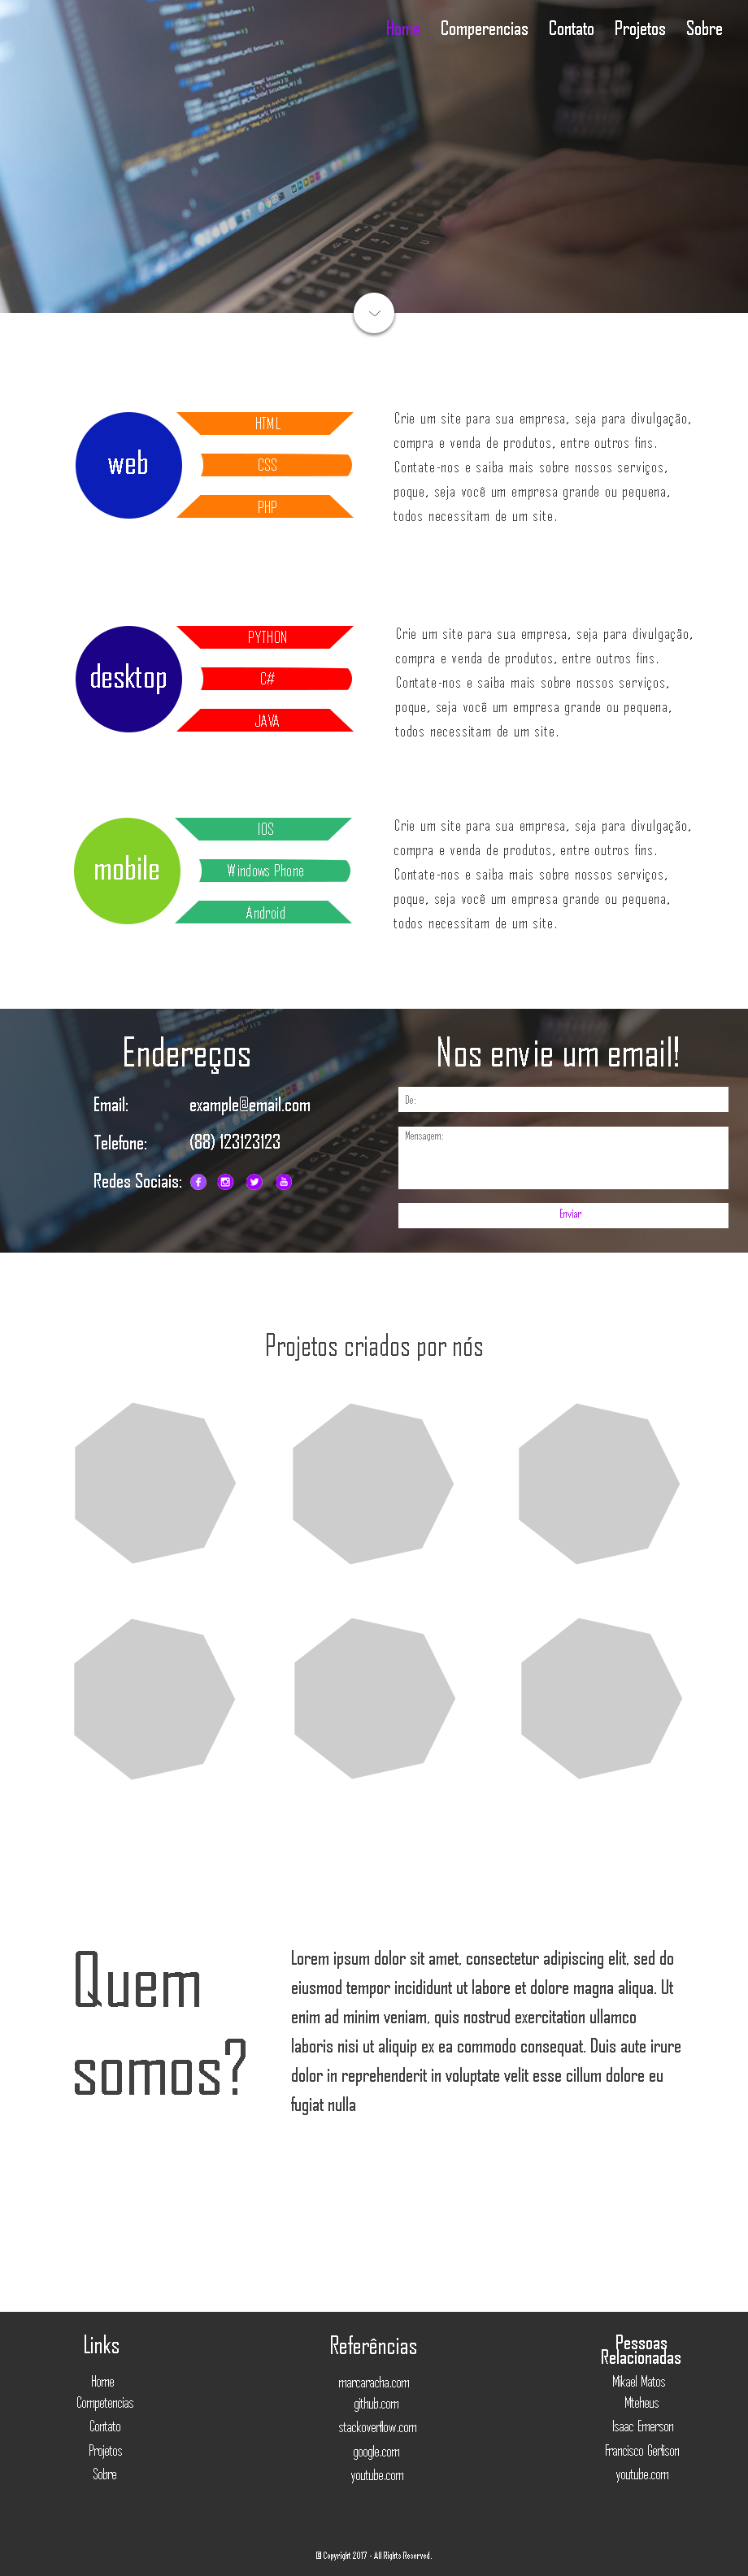 Home Comperencias Contato Projetos Sobre
web
HTML
CSS
PHP
Crie um site para sua empresa, seja para divulgação,
compra e venda de produtos, entre outros fins.
Contate-nos e saiba mais sobre nossos serviços,
poque, seja você um empresa grande ou pequena,
todos necessitam de um site.
desktop
PYTHON
C#
JAVA
Crie um site para sua empresa, seja para divulgação,
compra e venda de produtos, entre outros fins.
Contate-nos e saiba mais sobre nossos serviços,
poque, seja você um empresa grande ou pequena,
todos necessitam de um site.
mobile
IOS
Windows Phone
Android
Crie um site para sua empresa, seja para divulgação,
compra e venda de produtos, entre outros fins.
Contate-nos e saiba mais sobre nossos serviços,
poque, seja você um empresa grande ou pequena,
todos necessitam de um site.
Endereços
Email: example@email.com
Telefone: (88) 123123123
Redes Sociais:
Nos envie um email!
De:
Mensagem:
Enviar
Projetos criados por nós
Quem
somos?
Lorem ipsum dolor sit amet, consectetur adipiscing elit, sed do
eiusmod tempor incididunt ut labore et dolore magna aliqua. Ut
enim ad minim veniam, quis nostrud exercitation ullamco
laboris nisi ut aliquip ex ea commodo consequat. Duis aute irure
dolor in reprehenderit in voluptate velit esse cillum dolore eu
fugiat nulla
Links
Home
Competencias
Contato
Projetos
Sobre
Referências
marcaracha.com
github.com
stackoverflow.com
google.com
youtube.com
Pessoas
Relacionadas
Mikael Matos
Mteheus
Isaac Emerson
Francisco Gerlison
youtube.com
© Copyright 2017 - All Rights Reserved.